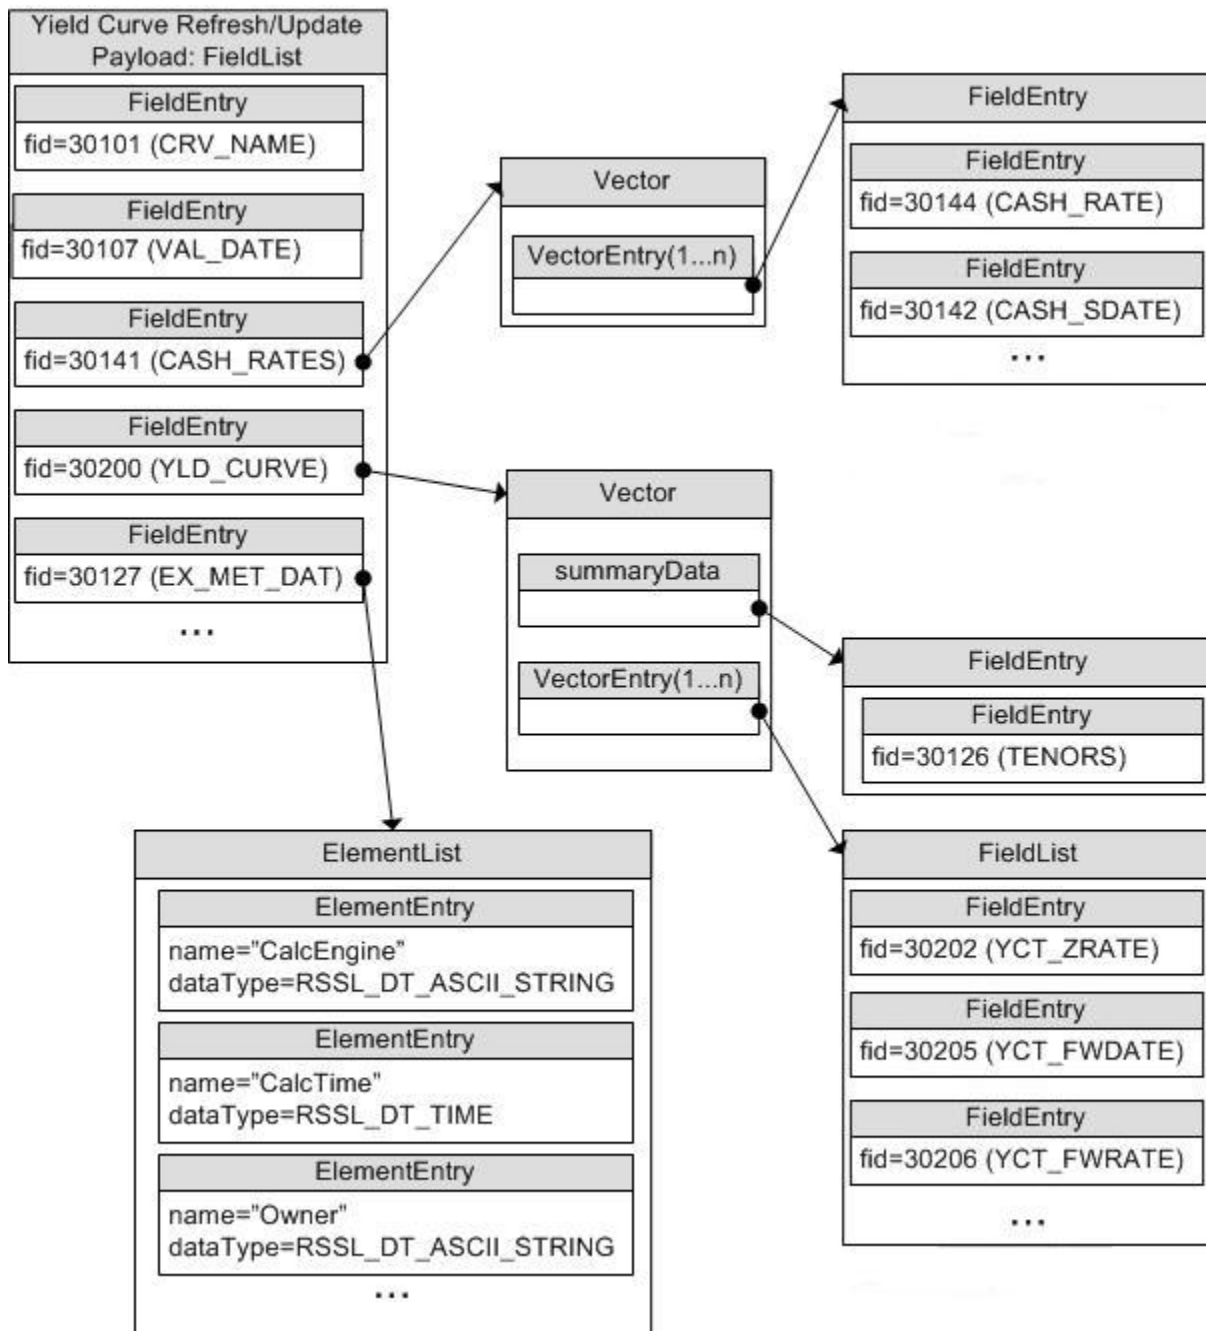 Yield Curve Refresh/Update
Payload: FieldList
FieldEntry
fid=30101 (CRV_NAME)
FieldEntry
fid=30107 (VAL_DATE)
FieldEntry
fid=30141 (CASH_RATES)
FieldEntry
fid=30200 (YLD_CURVE)
FieldEntry
fid=30127 (EX_MET_DAT)
...
Vector
VectorEntry(1...n)
FieldEntry
FieldEntry
fid=30144 (CASH_RATE)
FieldEntry
fid=30142 (CASH_SDATE)
...
Vector
summaryData
VectorEntry(1...n)
FieldEntry
FieldEntry
fid=30126 (TENORS)
FieldList
FieldEntry
fid=30202 (YCT_ZRATE)
FieldEntry
fid=30205 (YCT_FWDATE)
FieldEntry
fid=30206 (YCT_FWRATE)
...
ElementList
ElementEntry
name="CalcEngine"
dataType=RSSL_DT_ASCII_STRING
ElementEntry
name="CalcTime"
dataType=RSSL_DT_TIME
ElementEntry
name="Owner"
dataType=RSSL_DT_ASCII_STRING
...